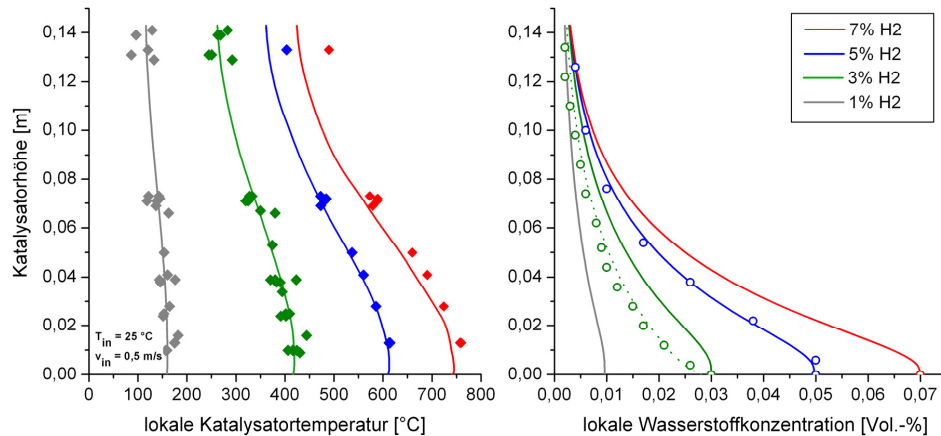 0,14
0,12
0,10
0,08
0,06
0,04
0,02
0,00
Katalysatorhöhe [m]
T_in = 25 °C
v_in = 0,5 m/s
0 100 200 300 400 500 600 700 800
lokale Katalysatortemperatur [°C]
7% H2
5% H2
3% H2
1% H2
0,14
0,12
0,10
0,08
0,06
0,04
0,02
0,00
0,00 0,01 0,02 0,03 0,04 0,05 0,06 0,07
lokale Wasserstoffkonzentration [Vol.-%]